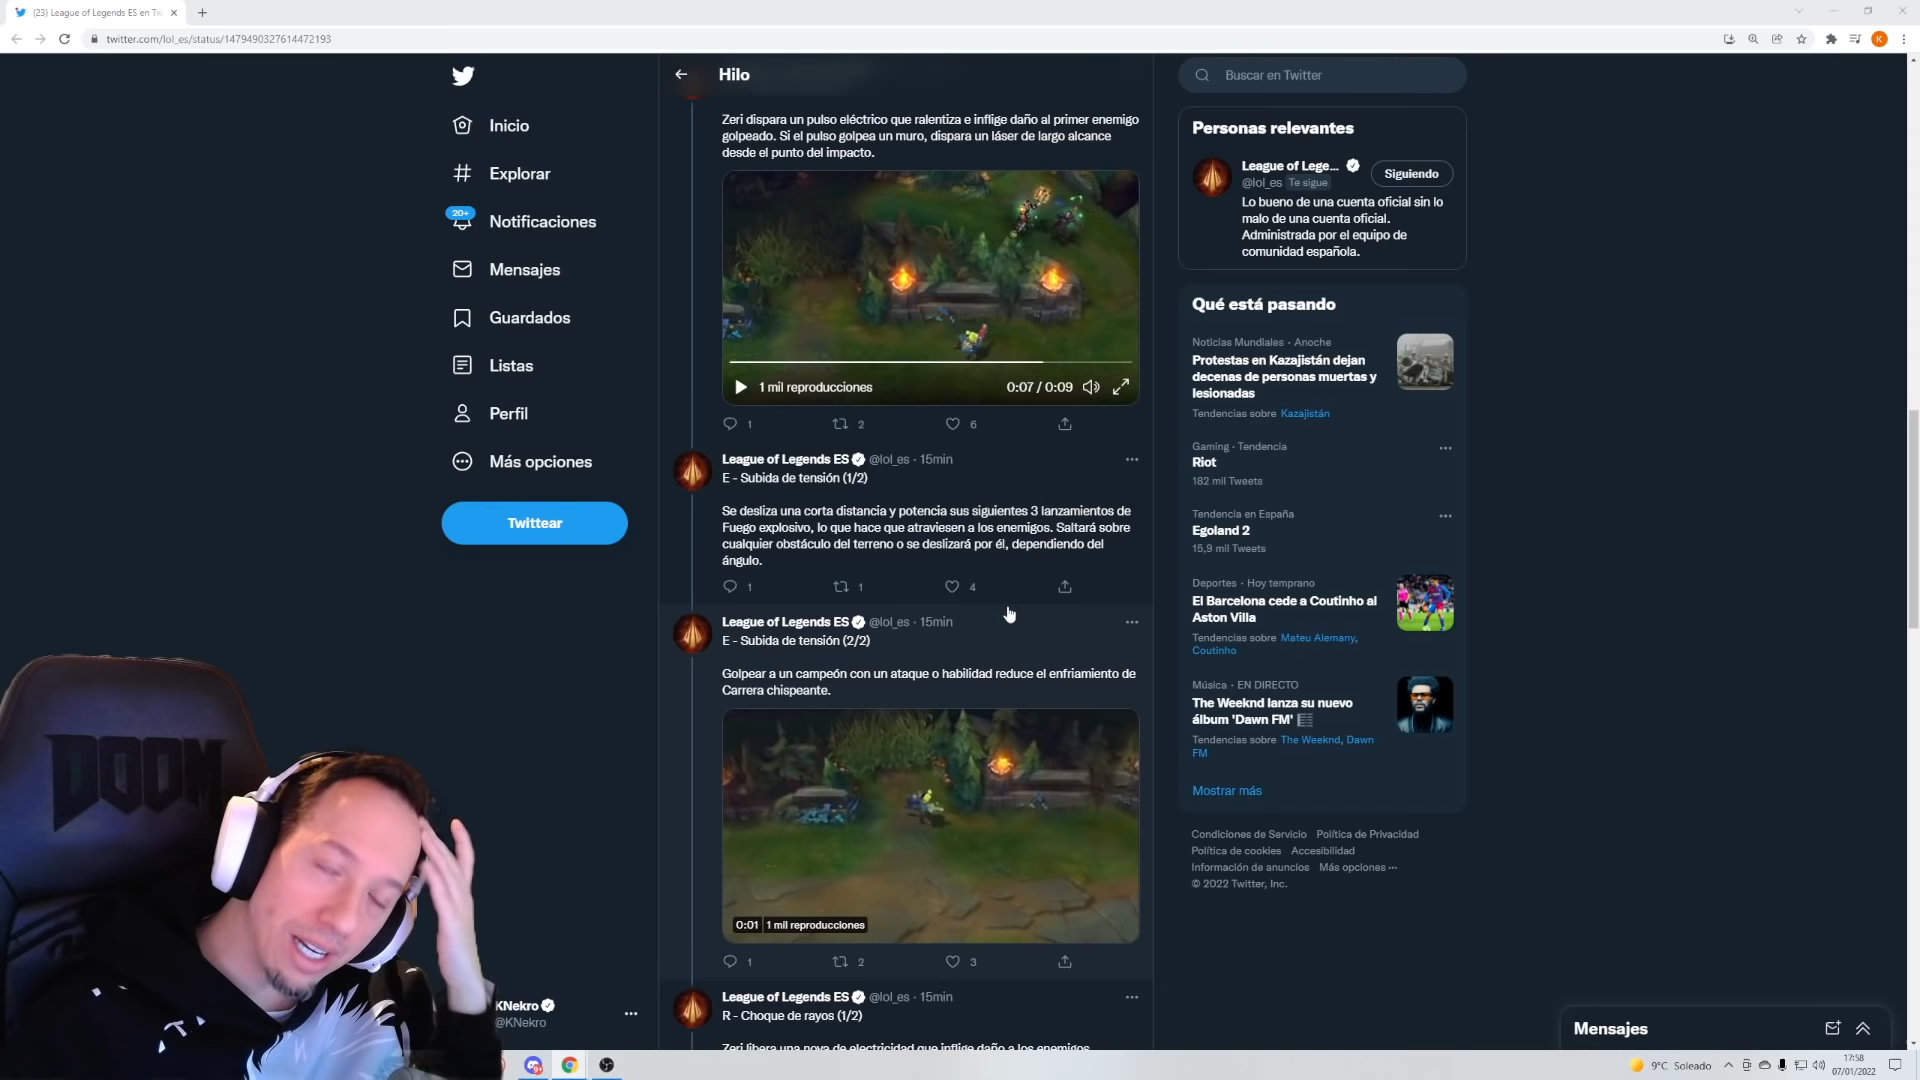 (23) League of Legends ES en Tw
twitter.com/lol_es/status/1479490327614472193
K
Hilo
Buscar en Twitter
Inicio
Explorar
20+
Notificaciones
Mensajes
Guardados
Listas
Perfil
Más opciones
Twittear
Zeri dispara un pulso eléctrico que ralentiza e inflige daño al primer enemigo
golpeado. Si el pulso golpea un muro, dispara un láser de largo alcance
desde el punto del impacto.
1 mil reproducciones
0:07 / 0:09
1
2
6
League of Legends ES @lol_es · 15min
E - Subida de tensión (1/2)
Se desliza una corta distancia y potencia sus siguientes 3 lanzamientos de
Fuego explosivo, lo que hace que atraviesen a los enemigos. Saltará sobre
cualquier obstáculo del terreno o se deslizará por él, dependiendo del
ángulo.
1
1
4
League of Legends ES @lol_es · 15min
E - Subida de tensión (2/2)
Golpear a un campeón con un ataque o habilidad reduce el enfriamiento de
Carrera chispeante.
0:01 1 mil reproducciones
1
2
3
League of Legends ES @lol_es · 15min
R - Choque de rayos (1/2)
Zeri libera una nova de electricidad que inflige daño a los enemigos
Personas relevantes
League of Lege...
@lol_es Te sigue
Siguiendo
Lo bueno de una cuenta oficial sin lo
malo de una cuenta oficial.
Administrada por el equipo de
comunidad española.
Qué está pasando
Noticias Mundiales · Anoche
Protestas en Kazajistán dejan
decenas de personas muertas y
lesionadas
Tendencias sobre Kazajistán
Gaming · Tendencia
Riot
182 mil Tweets
Tendencia en España
Egoland 2
15,9 mil Tweets
Deportes · Hoy temprano
El Barcelona cede a Coutinho al
Aston Villa
Tendencias sobre Mateu Alemany,
Coutinho
Música · EN DIRECTO
The Weeknd lanza su nuevo
álbum 'Dawn FM'
Tendencias sobre The Weeknd, Dawn
FM
Mostrar más
Condiciones de Servicio Política de Privacidad
Política de cookies Accesibilidad
Información de anuncios Más opciones ···
© 2022 Twitter, Inc.
DOOM
KNekro
@KNekro
Mensajes
9+
9°C Soleado
17:58
07/01/2022